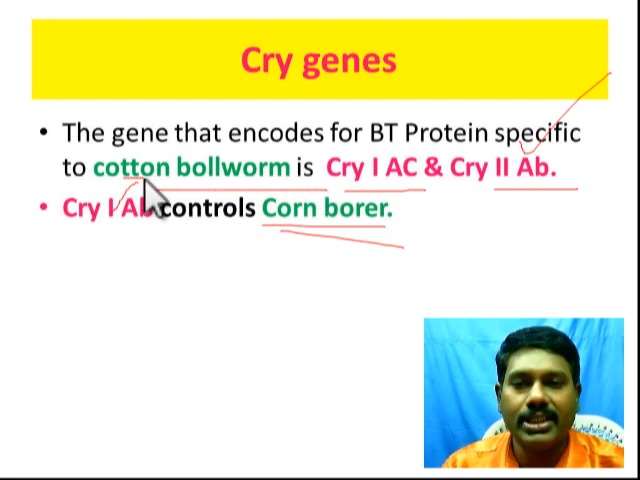 Cry genes
• The gene that encodes for BT Protein specific
to cotton bollworm is Cry I AC & Cry II Ab.
• Cry I Ab controls Corn borer.